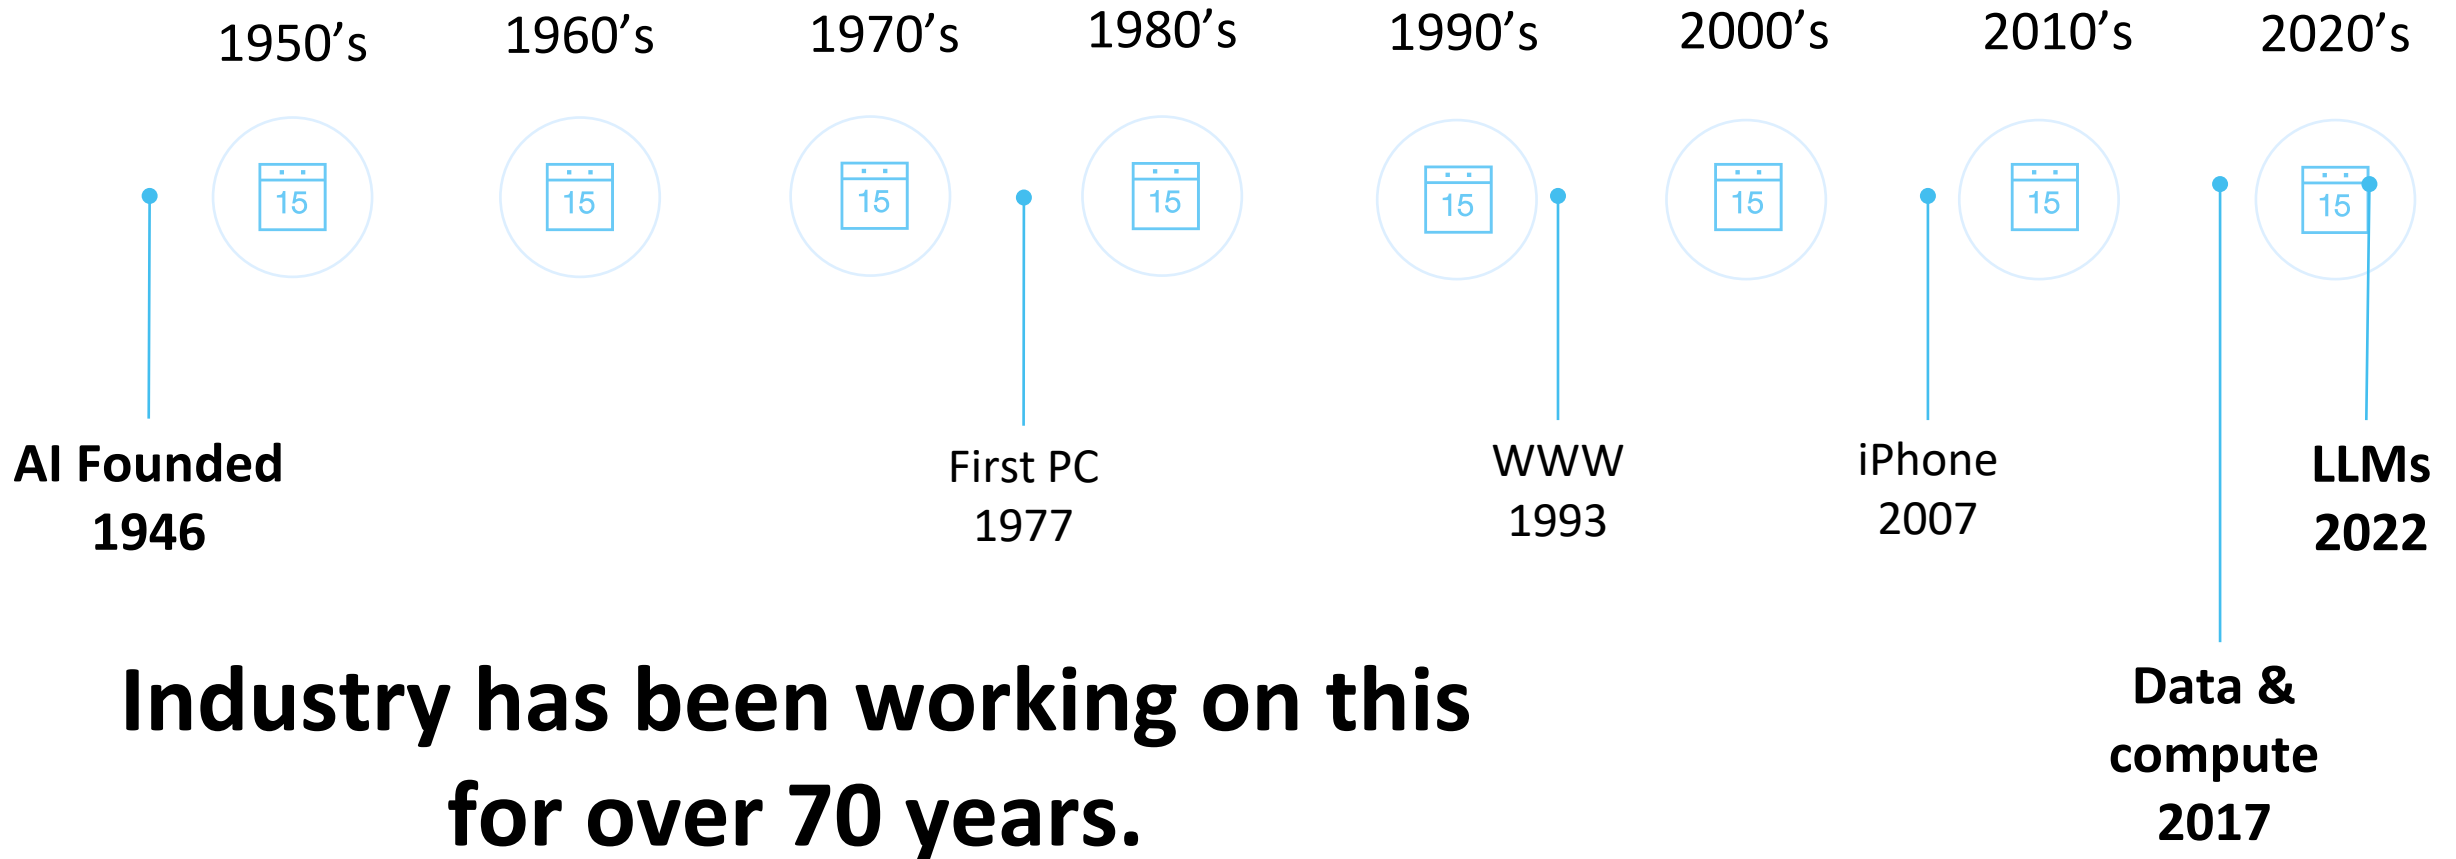 1950’s
1960’s
1970’s
1980’s
1990’s
2000’s
2010’s
2020’s
15
15
15
15
15
15
15
15
AI Founded
1946
First PC
1977
WWW
1993
iPhone
2007
LLMs
2022
Data &
compute
2017
Industry has been working on this
for over 70 years.